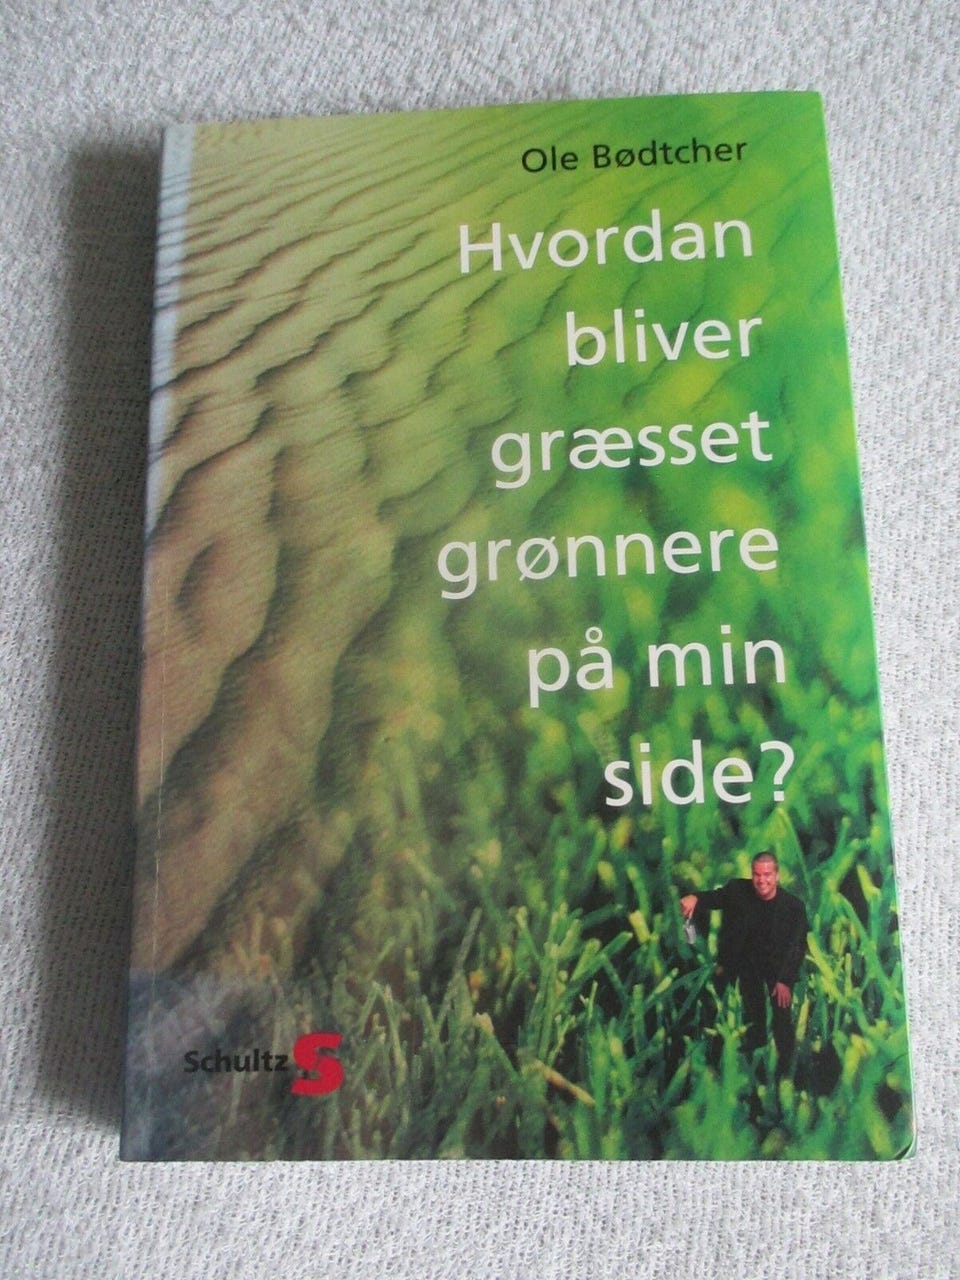 Ole Bødtcher
Hvordan
bliver
græsset
grønnere
på min
side?
Schultz